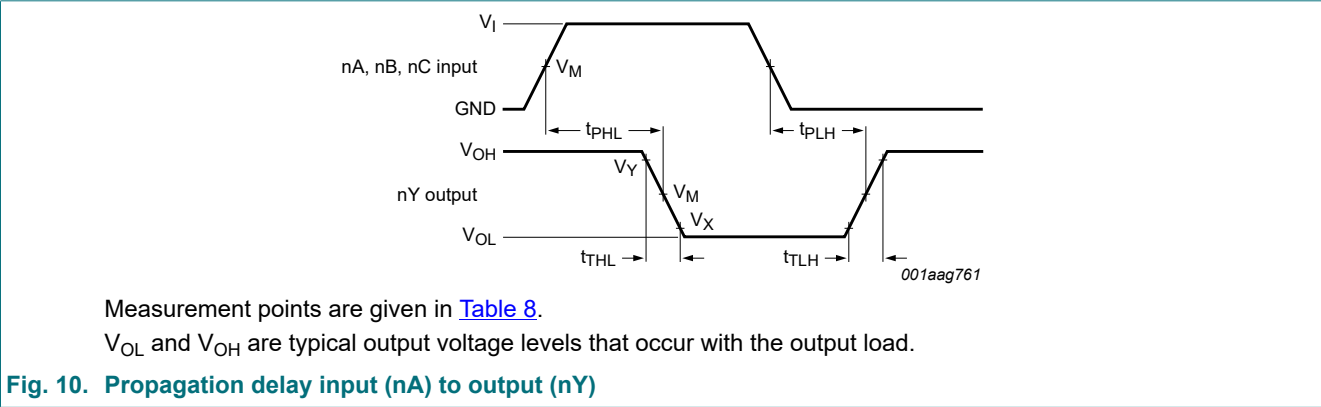 V_I
nA, nB, nC input
V_M
GND
t_PHL
t_PLH
V_OH
V_Y
nY output
V_M
V_X
V_OL
t_THL
t_TLH
001aag761
Measurement points are given in Table 8.
V_OL and V_OH are typical output voltage levels that occur with the output load.
Fig. 10. Propagation delay input (nA) to output (nY)